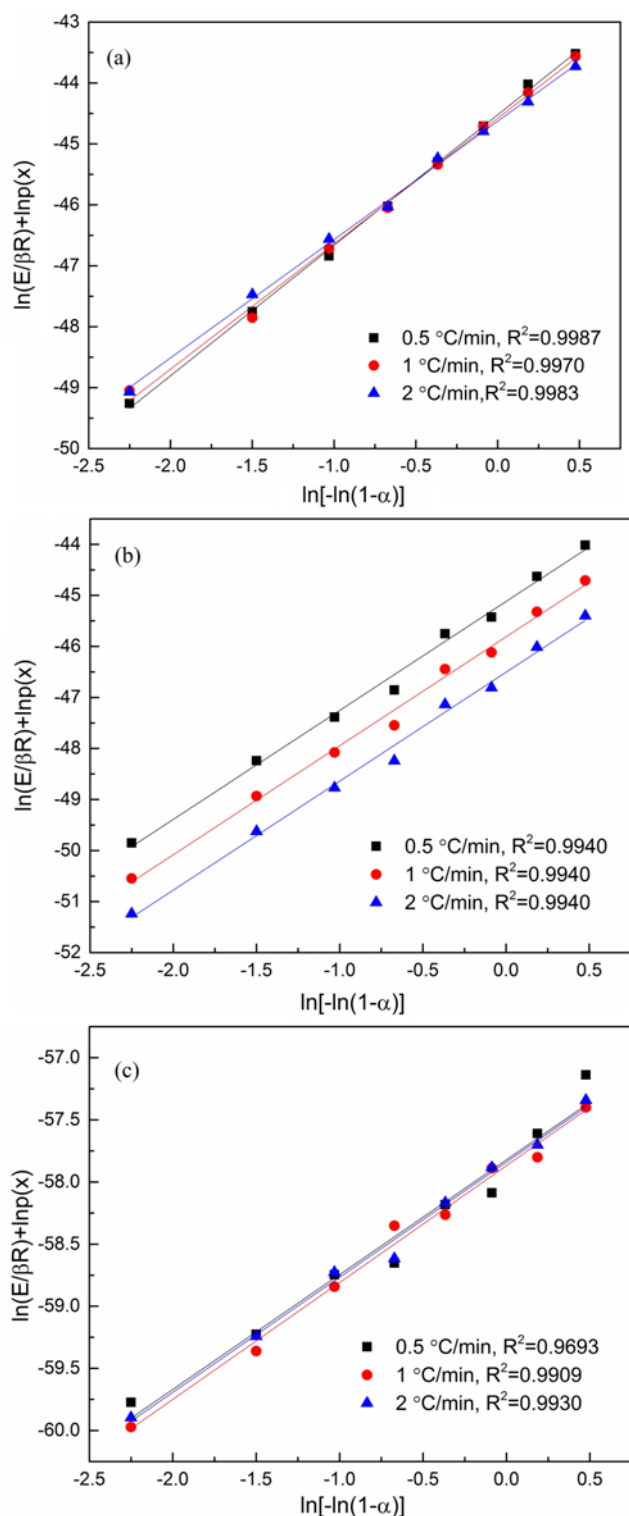 (a)
ln(E/βR)+lnp(x)
-43
-44
-45
-46
-47
-48
-49
-50
0.5 °C/min, R²=0.9987
1 °C/min, R²=0.9970
2 °C/min,R²=0.9983
-2.5 -2.0 -1.5 -1.0 -0.5 0.0 0.5
ln[-ln(1-α)]
(b)
ln(E/βR)+lnp(x)
-44
-45
-46
-47
-48
-49
-50
-51
-52
0.5 °C/min, R²=0.9940
1 °C/min, R²=0.9940
2 °C/min, R²=0.9940
-2.5 -2.0 -1.5 -1.0 -0.5 0.0 0.5
ln[-ln(1-α)]
(c)
ln(E/βR)+lnp(x)
-57.0
-57.5
-58.0
-58.5
-59.0
-59.5
-60.0
0.5 °C/min, R²=0.9693
1 °C/min, R²=0.9909
2 °C/min, R²=0.9930
-2.5 -2.0 -1.5 -1.0 -0.5 0.0 0.5
ln[-ln(1-α)]